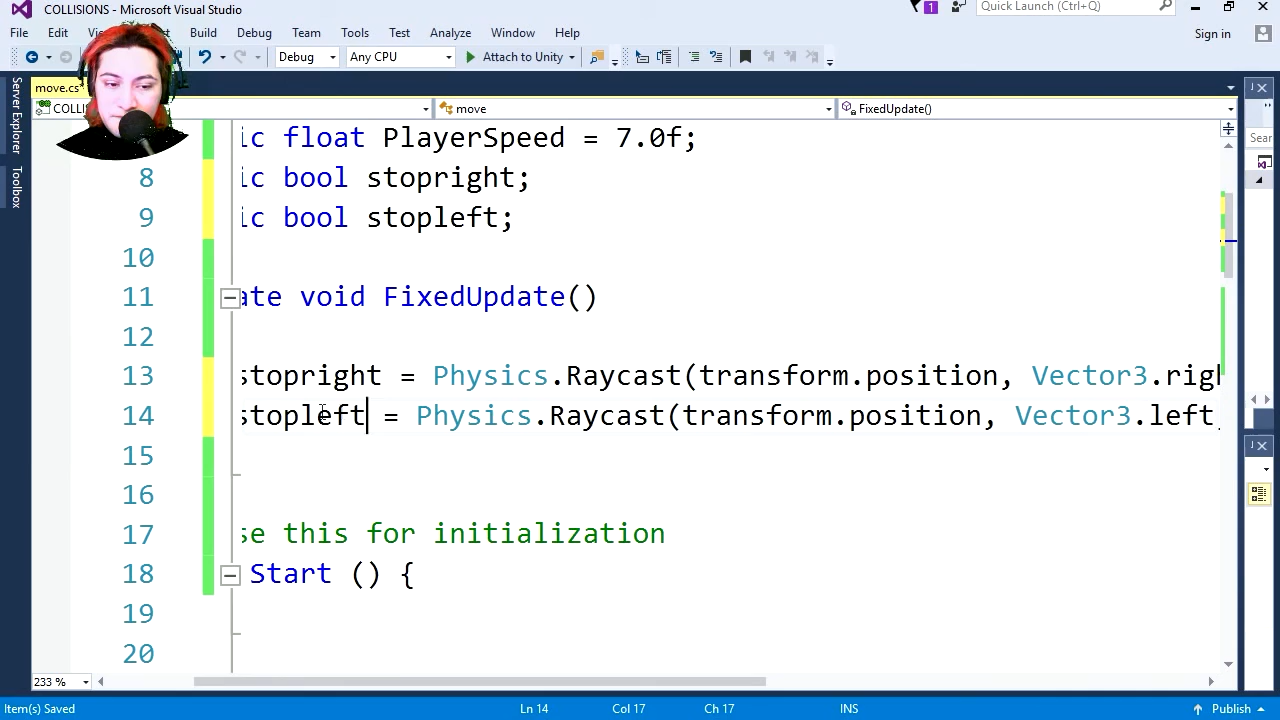 COLLISIONS - Microsoft Visual Studio
1
Quick Launch (Ctrl+Q)
File Edit Build Debug Team Tools Test Analyze Window Help
Sign in
Debug Any CPU Attach to Unity
move.cs*
COLL move FixedUpdate()
Server Explorer
Toolbox
Sear
ic float PlayerSpeed = 7.0f;
8 ic bool stopright;
9 ic bool stopleft;
10
11 ate void FixedUpdate()
12
13 stopright = Physics.Raycast(transform.position, Vector3.righ
14 stopleft = Physics.Raycast(transform.position, Vector3.left,
15
16
17 se this for initialization
18 Start () {
19
20
233 %
Item(s) Saved Ln 14 Col 17 Ch 17 INS Publish